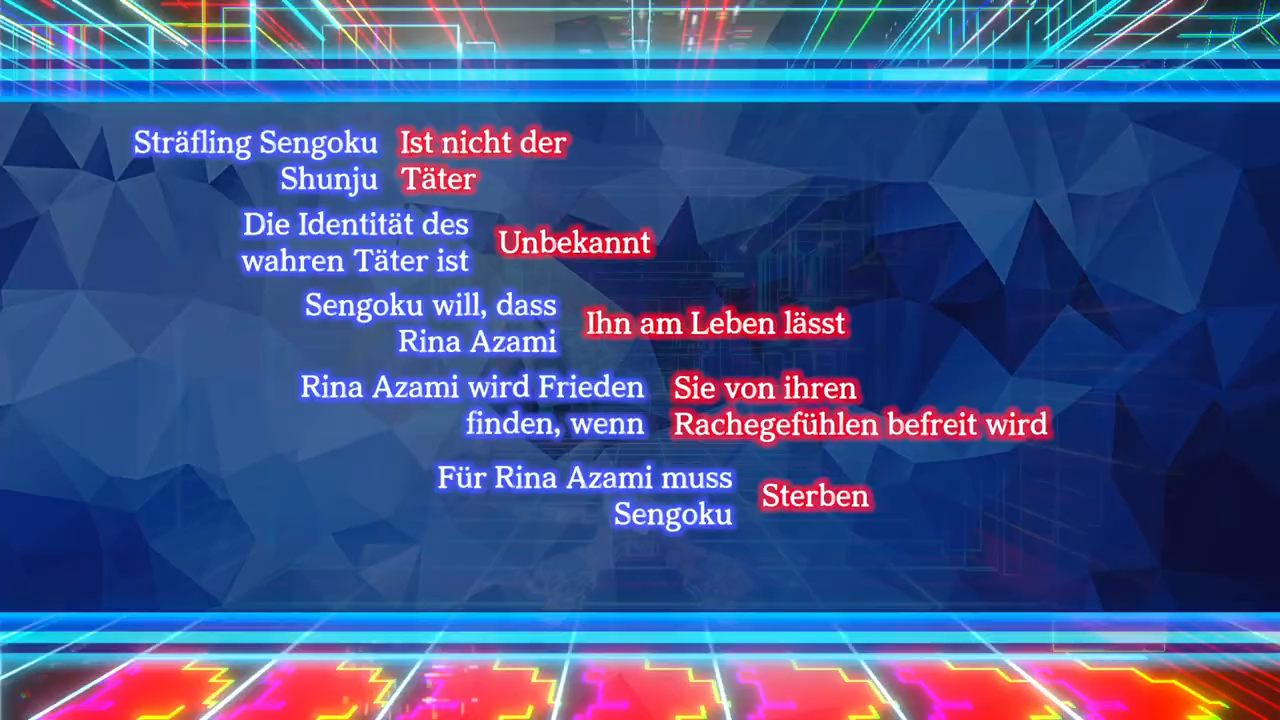 Sträfling Sengoku Shunju
Ist nicht der Täter
Die Identität des wahren Täter ist
Unbekannt
Sengoku will, dass Rina Azami
Ihn am Leben lässt
Rina Azami wird Frieden finden, wenn
Sie von ihren Rachegefühlen befreit wird
Für Rina Azami muss Sengoku
Sterben